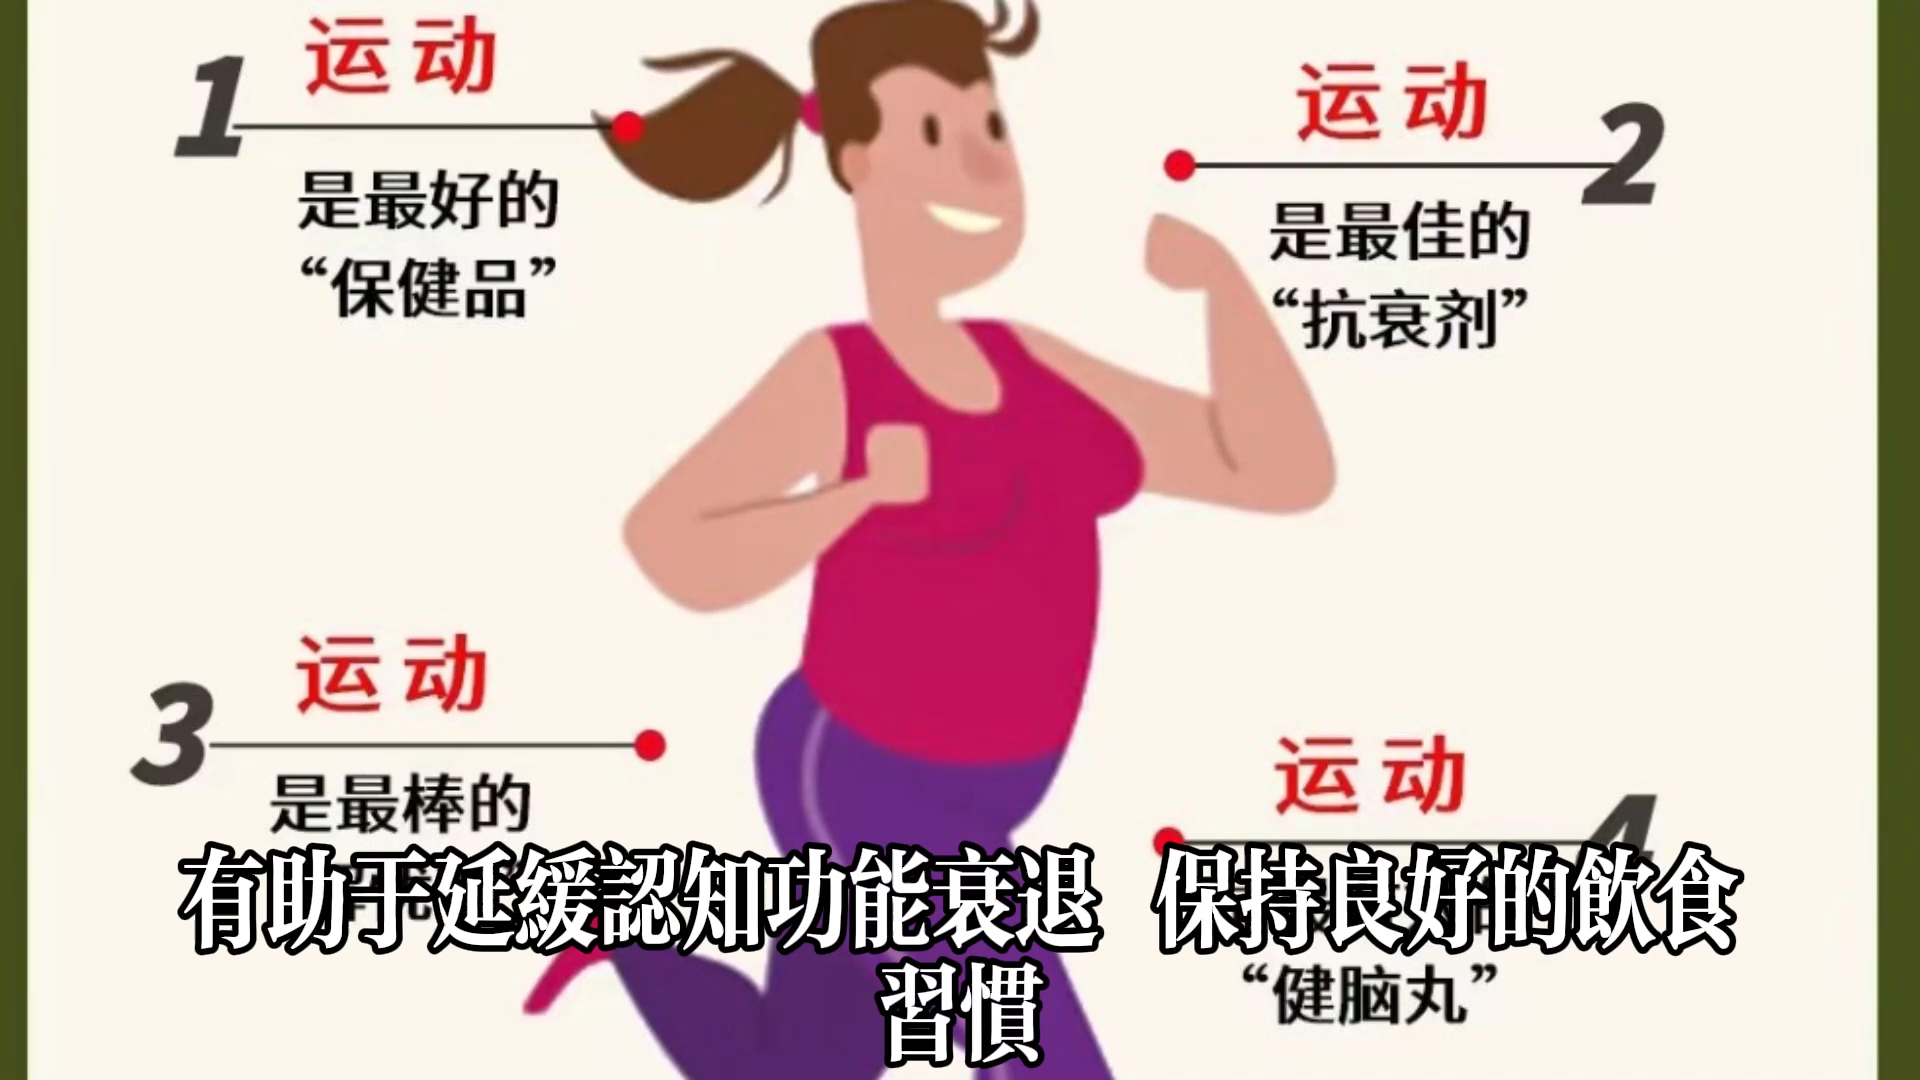 1
运动
是最好的
“保健品”
2
运动
是最佳的
“抗衰剂”
3
运动
是最棒的
4
运动
“健脑丸”
有助于延緩認知功能衰退 保持良好的飲食
習慣